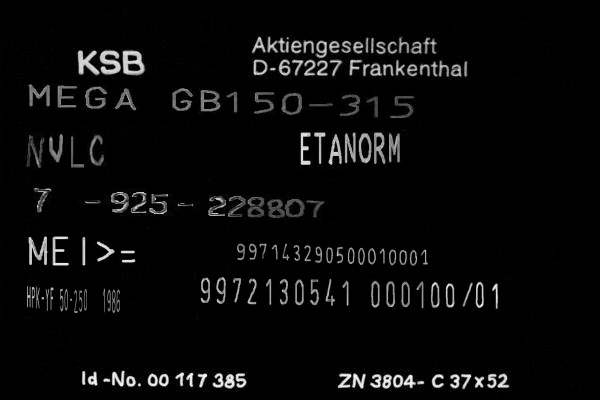 KSB Aktiengesellschaft
D-67227 Frankenthal
MEGA GB150-315
NVLC ETANORM
7 -925-228807
MEI>= 997143290500010001
HPK-YF 50-250 1986 9972130541 000100/01
Id-No. 00 117 385 ZN 3804-C 37x52